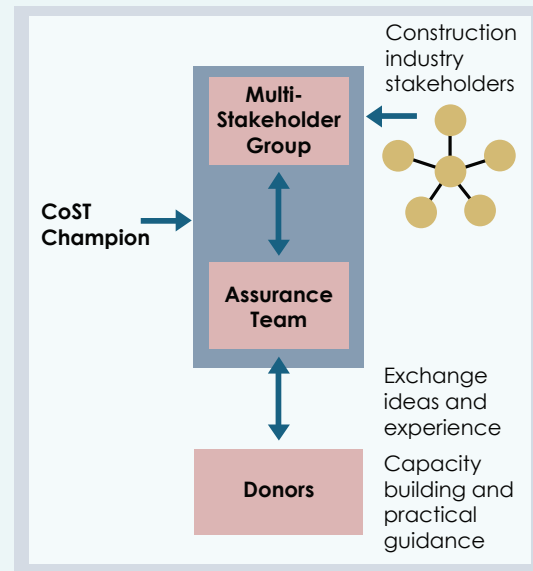 Construction
industry
stakeholders
Multi-
Stakeholder
Group
CoST
Champion
Assurance
Team
Exchange
ideas and
experience
Donors
Capacity
building and
practical
guidance